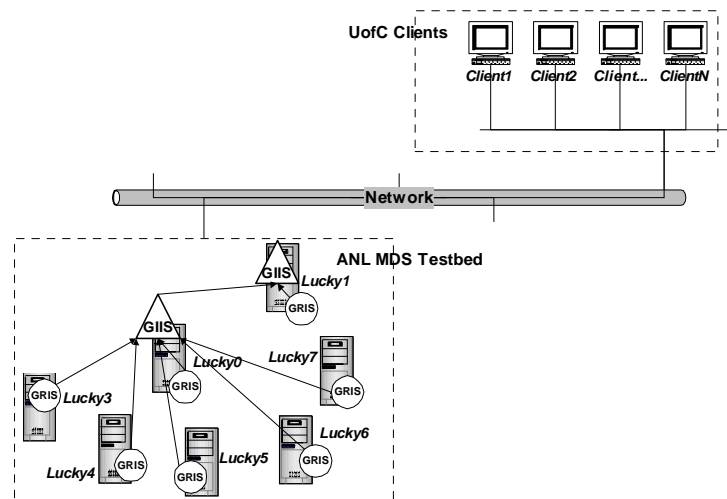 UofC Clients
Client1 Client2 Client... ClientN
Network
ANL MDS Testbed
GIIS
Lucky1
GRIS
GIIS
Lucky0
Lucky7
GRIS
GRIS
GRIS
Lucky3
Lucky6
GRIS
Lucky4
GRIS
Lucky5
GRIS